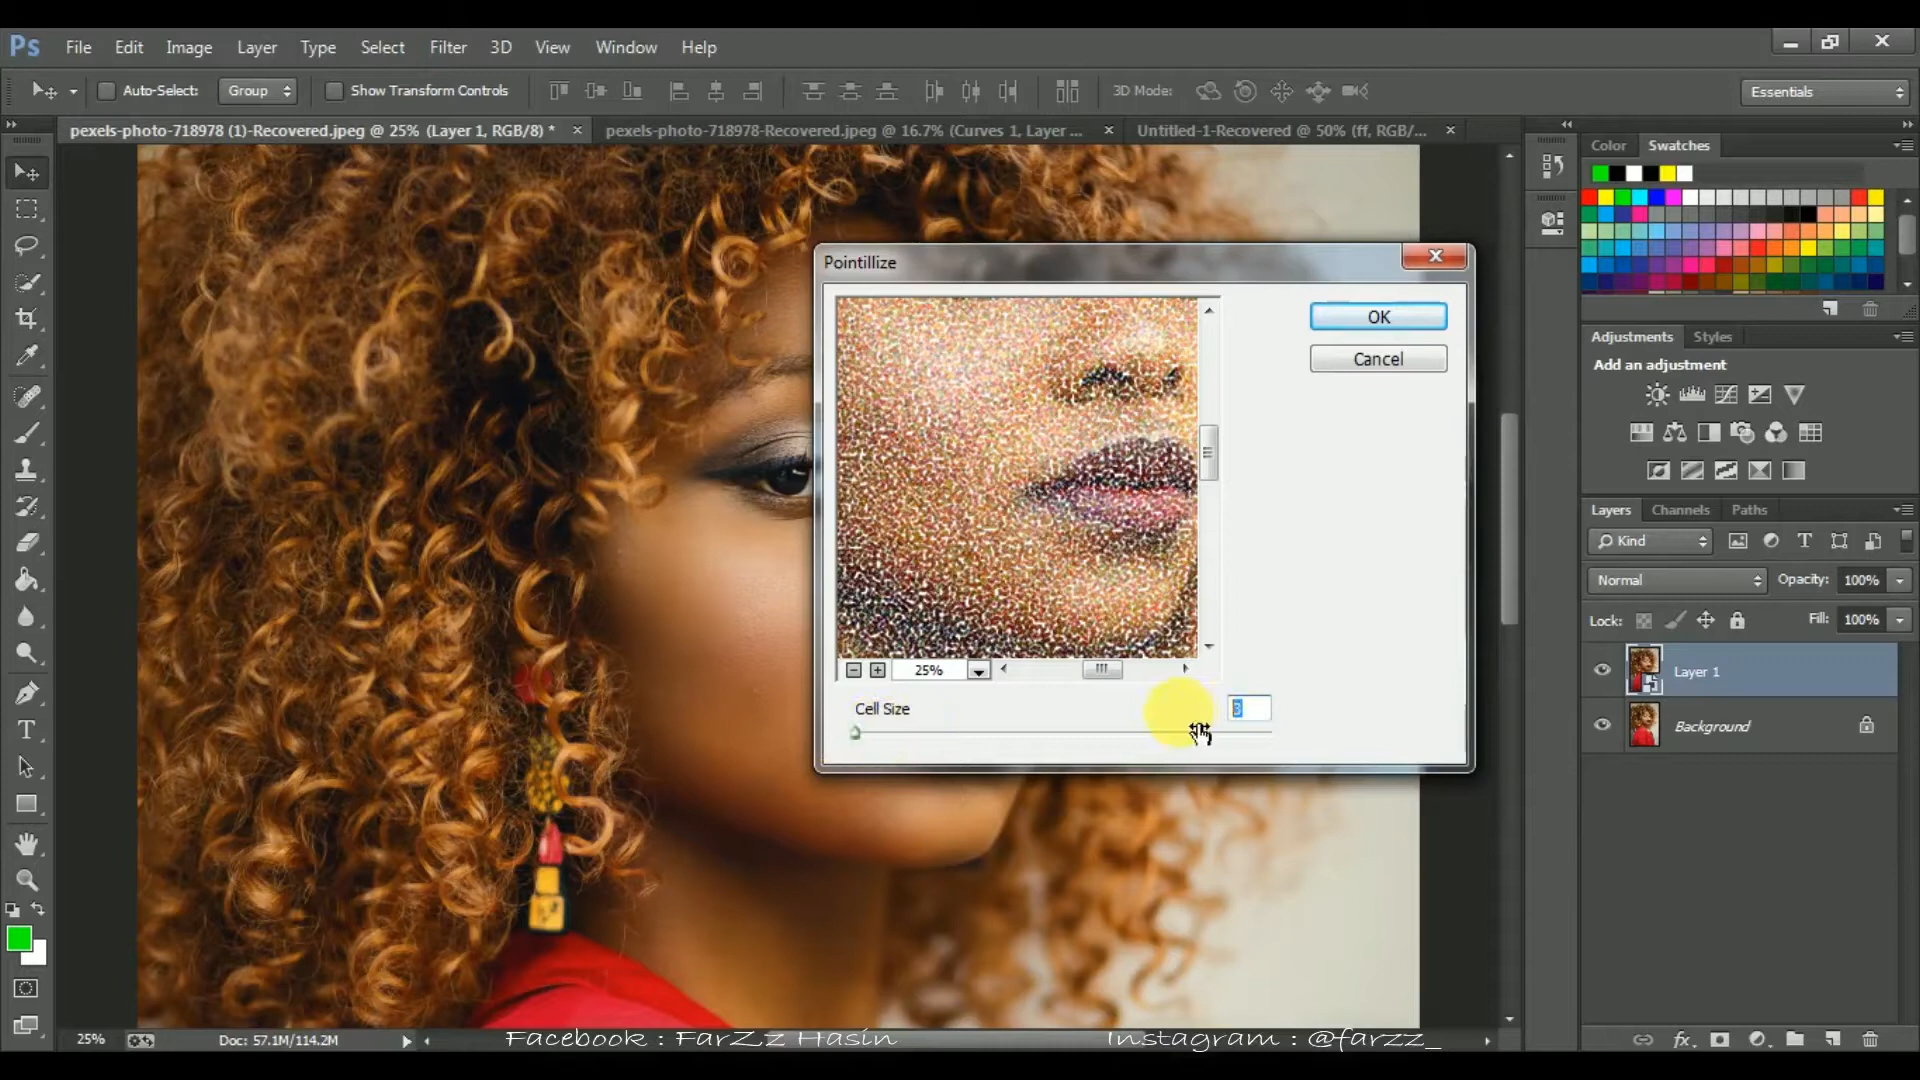 Ps File Edit Image Layer Type Select Filter 3D View Window Help
Auto-Select: Group Show Transform Controls 3D Mode: Essentials
pexels-photo-718978 (1)-Recovered.jpeg @ 25% (Layer 1, RGB/8) * pexels-photo-718978-Recovered.jpeg @ 16.7% (Curves 1, Layer ... Untitled-1-Recovered @ 50% (ff, RGB/...
Color Swatches
Pointillize
OK
Cancel
25%
Cell Size 3
Adjustments Styles
Add an adjustment
Layers Channels Paths
Kind
Normal Opacity: 100%
Lock: Fill: 100%
Layer 1
Background
25% Doc: 57.1M/114.2M
Facebook : FarZz Hasin Instagram : @farzz_